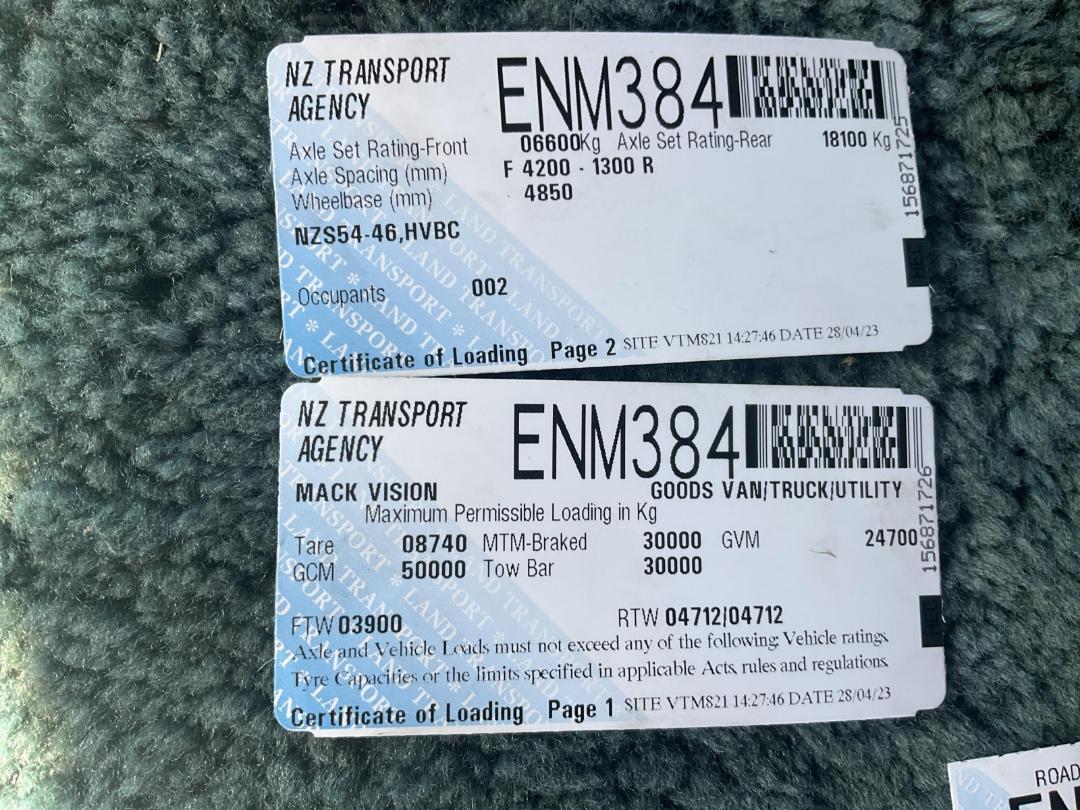 NZ TRANSPORT
AGENCY
ENM384
Axle Set Rating-Front 06600Kg Axle Set Rating-Rear 18100 Kg
Axle Spacing (mm) F 4200 - 1300 R
Wheelbase (mm) 4850
NZS54-46,HVBC
Occupants 002
Certificate of Loading Page 2 SITE VTM821 14:27:46 DATE 28/04/23
156871725
NZ TRANSPORT
AGENCY
ENM384
MACK VISION GOODS VAN/TRUCK/UTILITY
Maximum Permissible Loading in Kg
Tare 08740 MTM-Braked 30000 GVM 24700
GCM 50000 Tow Bar 30000
FTW 03900 RTW 04712/04712
Axle and Vehicle Loads must not exceed any of the following; Vehicle ratings.
Tyre Capacities or the limits specified in applicable Acts, rules and regulations.
Certificate of Loading Page 1 SITE VTM821 14:27:46 DATE 28/04/23
156871726
ROAD